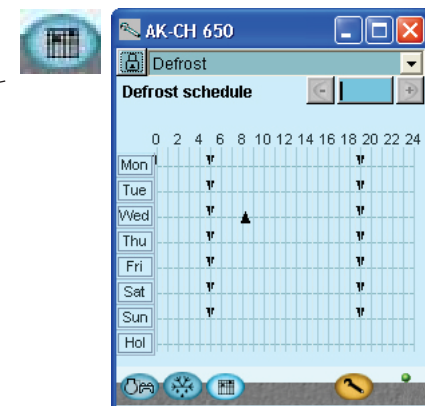 AK-CH 650
Defrost
Defrost schedule
0 2 4 6 8 10 12 14 16 18 20 22 24
Mon
Tue
Wed
Thu
Fri
Sat
Sun
Hol